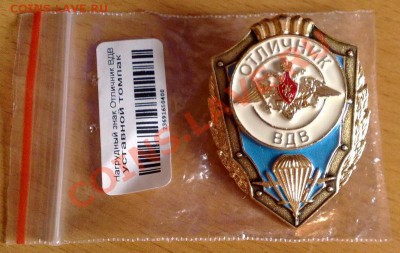 COINS.LAVE.RU
Нагрудный знак Отличник ВДВ
уставной томпак
ОТЛИЧНИК
ВДВ